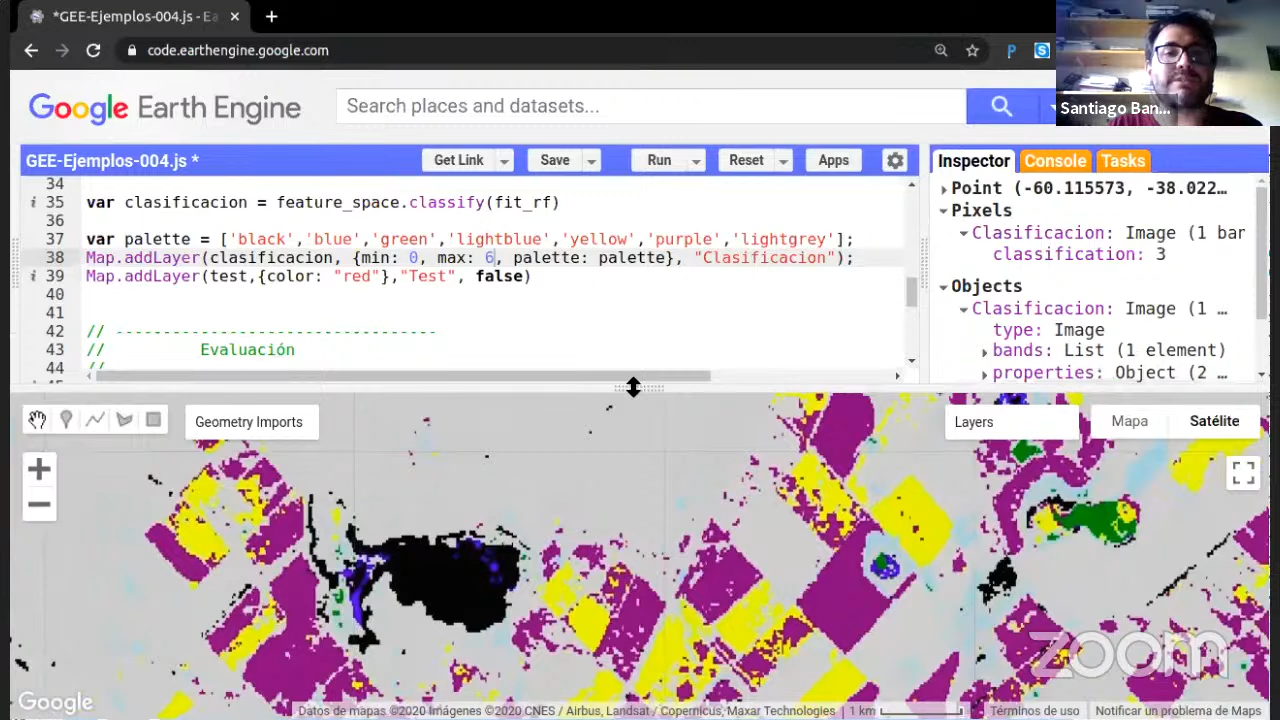 *GEE-Ejemplos-004.js - Ea
code.earthengine.google.com
P
S
Google Earth Engine
Search places and datasets...
Santiago Ban...
GEE-Ejemplos-004.js *
Get Link
Save
Run
Reset
Apps
Inspector
Console
Tasks
34
i 35 var clasificacion = feature_space.classify(fit_rf)
36
37 var palette = ['black','blue','green','lightblue','yellow','purple','lightgrey'];
38 Map.addLayer(clasificacion, {min: 0, max: 6, palette: palette}, "Clasificacion");
i 39 Map.addLayer(test,{color: "red"},"Test", false)
40
41
42 // ----------------------------------
43 // Evaluación
44 //
Point (-60.115573, -38.022...
Pixels
Clasificacion: Image (1 bar
classification: 3
Objects
Clasificacion: Image (1 ...
type: Image
bands: List (1 element)
properties: Object (2 ...
Geometry Imports
Layers
Mapa
Satélite
+
−
zoom
Google
Datos de mapas ©2020 Imágenes ©2020 CNES / Airbus, Landsat / Copernicus, Maxar Technologies
1 km
Términos de uso
Notificar un problema de Maps